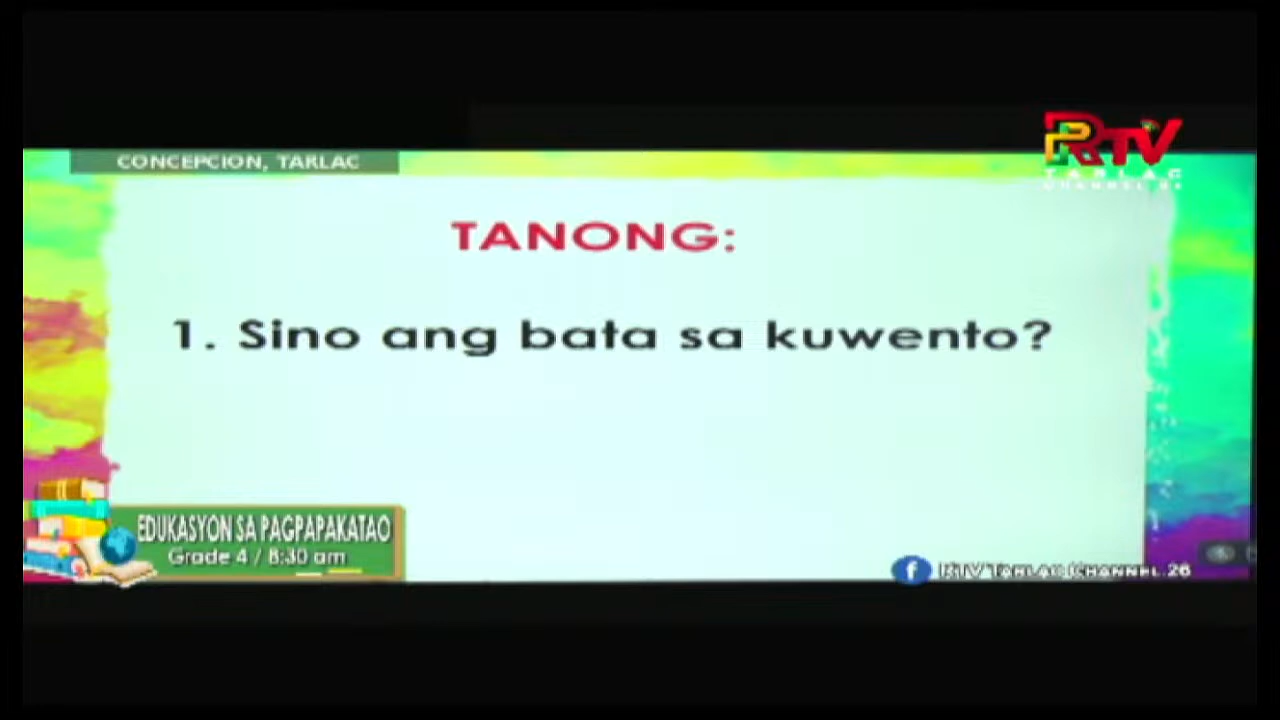 CONCEPCION, TARLAC
RTV
TARLAC
TANONG:
1. Sino ang bata sa kuwento?
EDUKASYON SA PAGPAPAKATAO
Grade 4 / 8:30 am
f RTV TARLAC CHANNEL 26